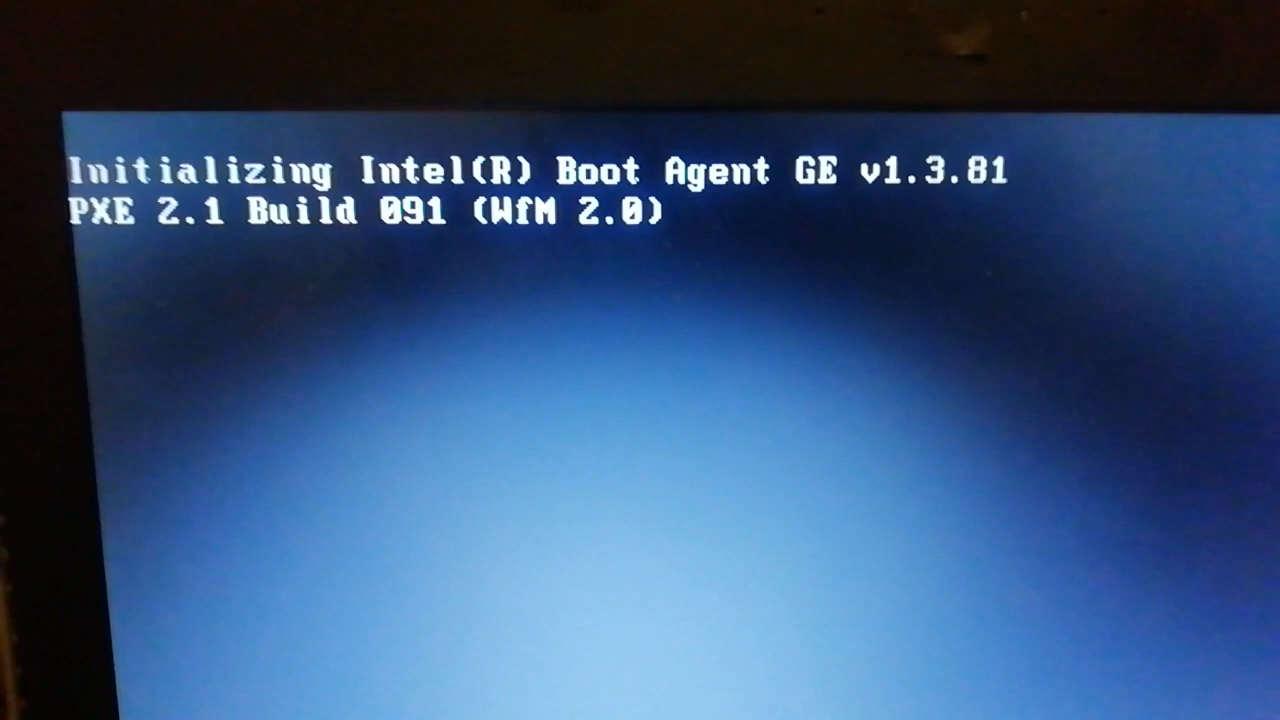 Initializing Intel(R) Boot Agent GE v1.3.81
PXE 2.1 Build 091 (WfM 2.0)